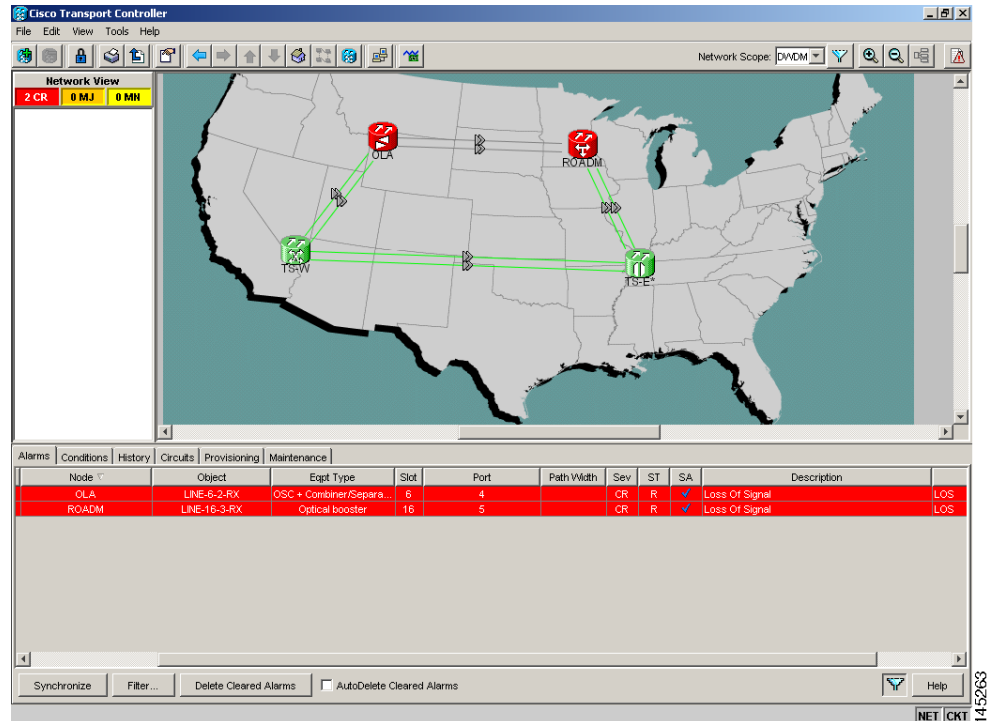 Cisco Transport Controller
File Edit View Tools Help
Network Scope: DWDM
Network View
2 CR 0 MJ 0 MN
OLA
ROADM
TS-W
TS-E*
Alarms Conditions History Circuits Provisioning Maintenance
Node Object Eqpt Type Slot Port Path Width Sev ST SA Description
OLA LINE-6-2-RX OSC + Combiner/Separa... 6 4 CR R Loss Of Signal LOS
ROADM LINE-16-3-RX Optical booster 16 5 CR R Loss Of Signal LOS
Synchronize Filter... Delete Cleared Alarms AutoDelete Cleared Alarms Help
NET CKT
145263